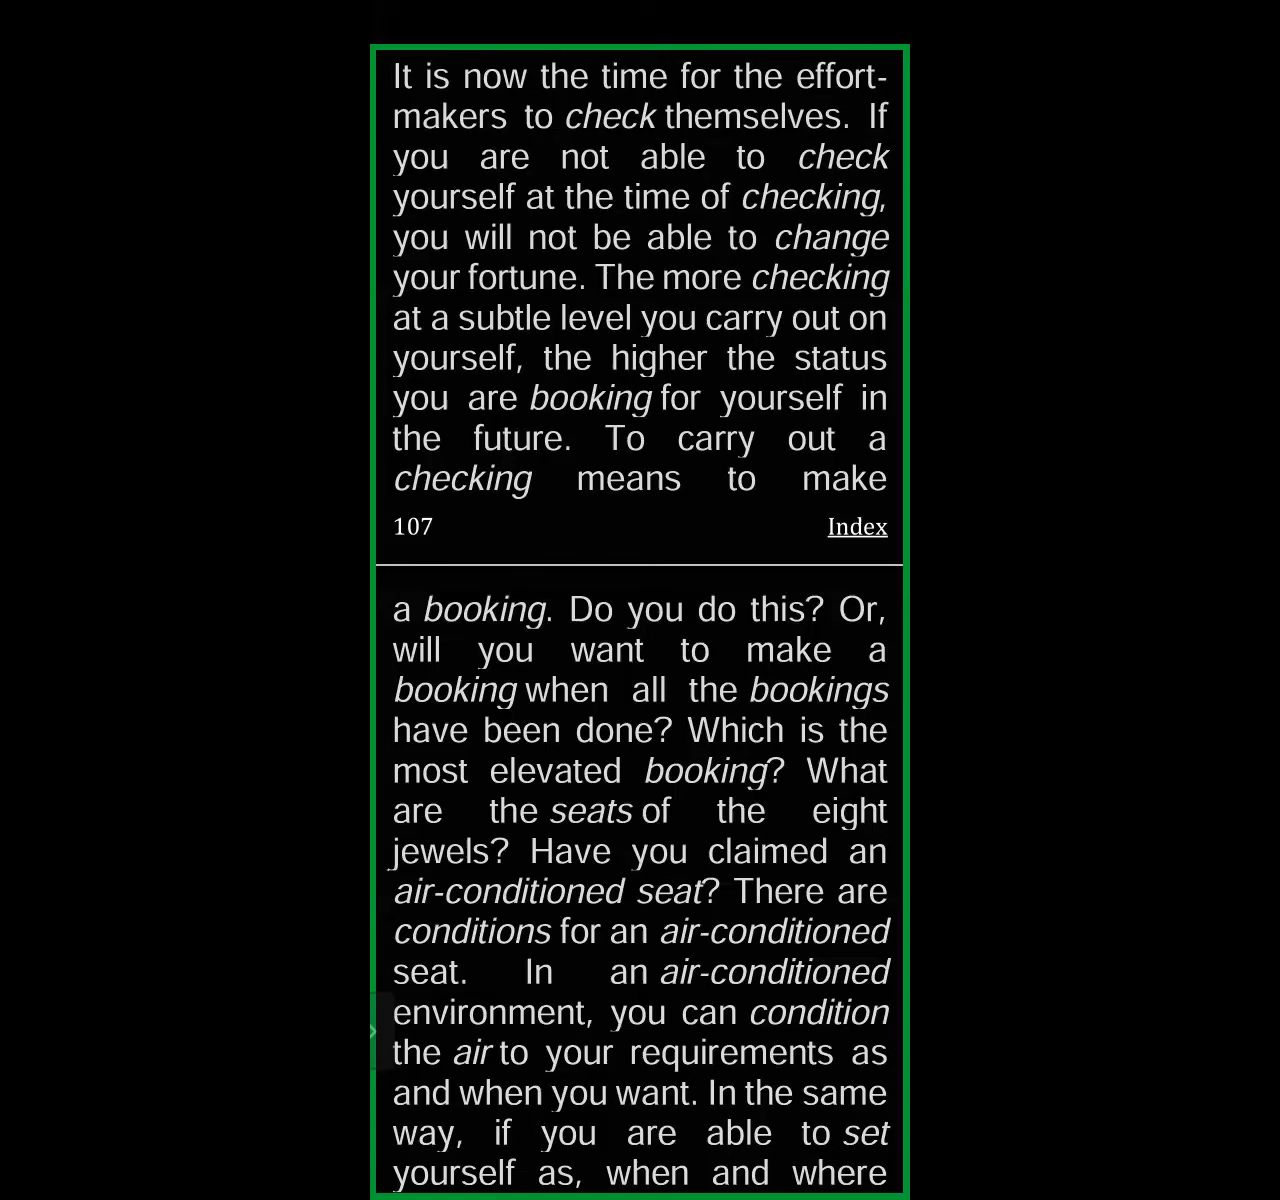 It is now the time for the effort-
makers to check themselves. If
you are not able to check
yourself at the time of checking,
you will not be able to change
your fortune. The more checking
at a subtle level you carry out on
yourself, the higher the status
you are booking for yourself in
the future. To carry out a
checking means to make
107 Index
a booking. Do you do this? Or,
will you want to make a
booking when all the bookings
have been done? Which is the
most elevated booking? What
are the seats of the eight
jewels? Have you claimed an
air-conditioned seat? There are
conditions for an air-conditioned
seat. In an air-conditioned
environment, you can condition
the air to your requirements as
and when you want. In the same
way, if you are able to set
yourself as, when and where